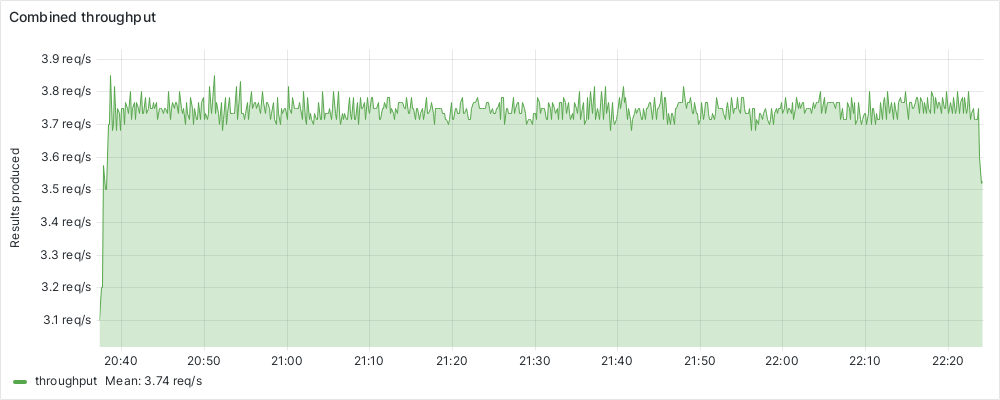 Combined throughput
Results produced
3.9 req/s
3.8 req/s
3.7 req/s
3.6 req/s
3.5 req/s
3.4 req/s
3.3 req/s
3.2 req/s
3.1 req/s
20:40 20:50 21:00 21:10 21:20 21:30 21:40 21:50 22:00 22:10 22:20
throughput Mean: 3.74 req/s